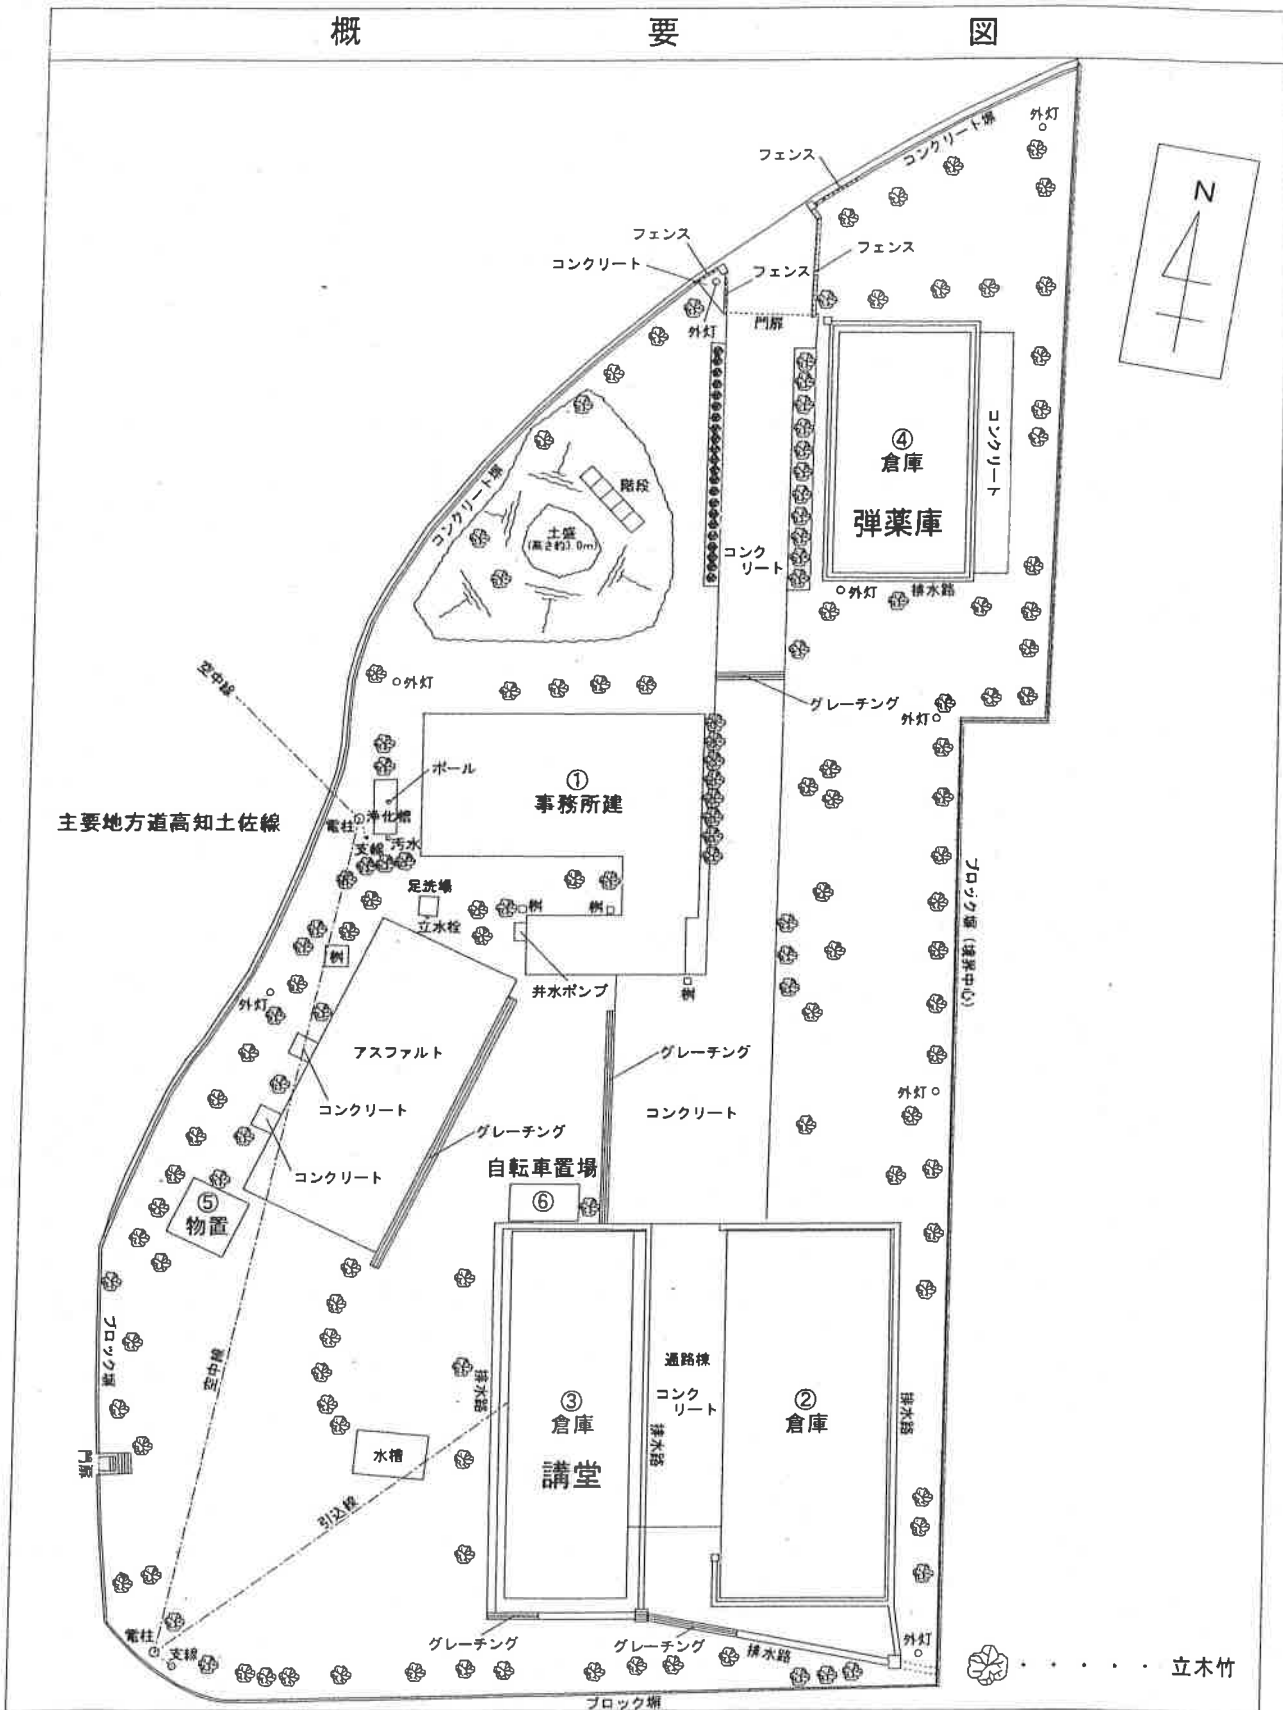 概 要 図
外灯
コンクリート塀
フェンス
N
フェンス
コンクリート
フェンス
フェンス
外灯
門扉
④
倉庫
弾薬庫
コンクリート
階段
コンクリート塀
土盛
(高さ約3.0m)
コンク
リート
外灯
排水路
空中線
外灯
グレーチング
外灯
①
事務所建
ポール
主要地方道高知土佐線
電柱
浄化槽
支線
汚水
足洗場
立水栓
井水ポンプ
ブロック塀(境界中心)
外灯
アスファルト
グレーチング
コンクリート
外灯
コンクリート
グレーチング
コンクリート
自転車置場
⑤
物置
⑥
ブロック塀
空中線
排水路
通路棟
コンク
リート
③
倉庫
講堂
排水路
②
倉庫
排水路
門扉
水槽
引込線
電柱
支線
グレーチング
グレーチング
排水路
外灯
・・・・・立木竹
ブロック塀